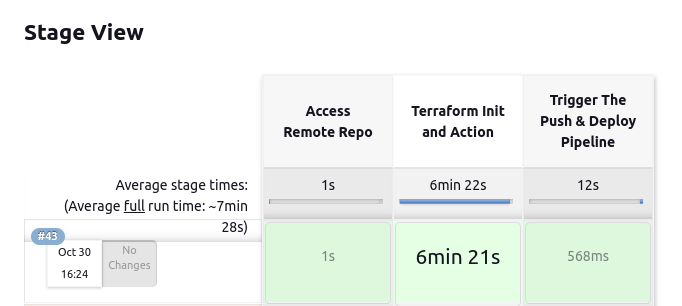 Stage View
Access
Remote Repo
Terraform Init
and Action
Trigger The
Push & Deploy
Pipeline
Average stage times:
(Average full run time: ~7min
28s)
1s
6min 22s
12s
#43
Oct 30
16:24
No
Changes
1s
6min 21s
568ms